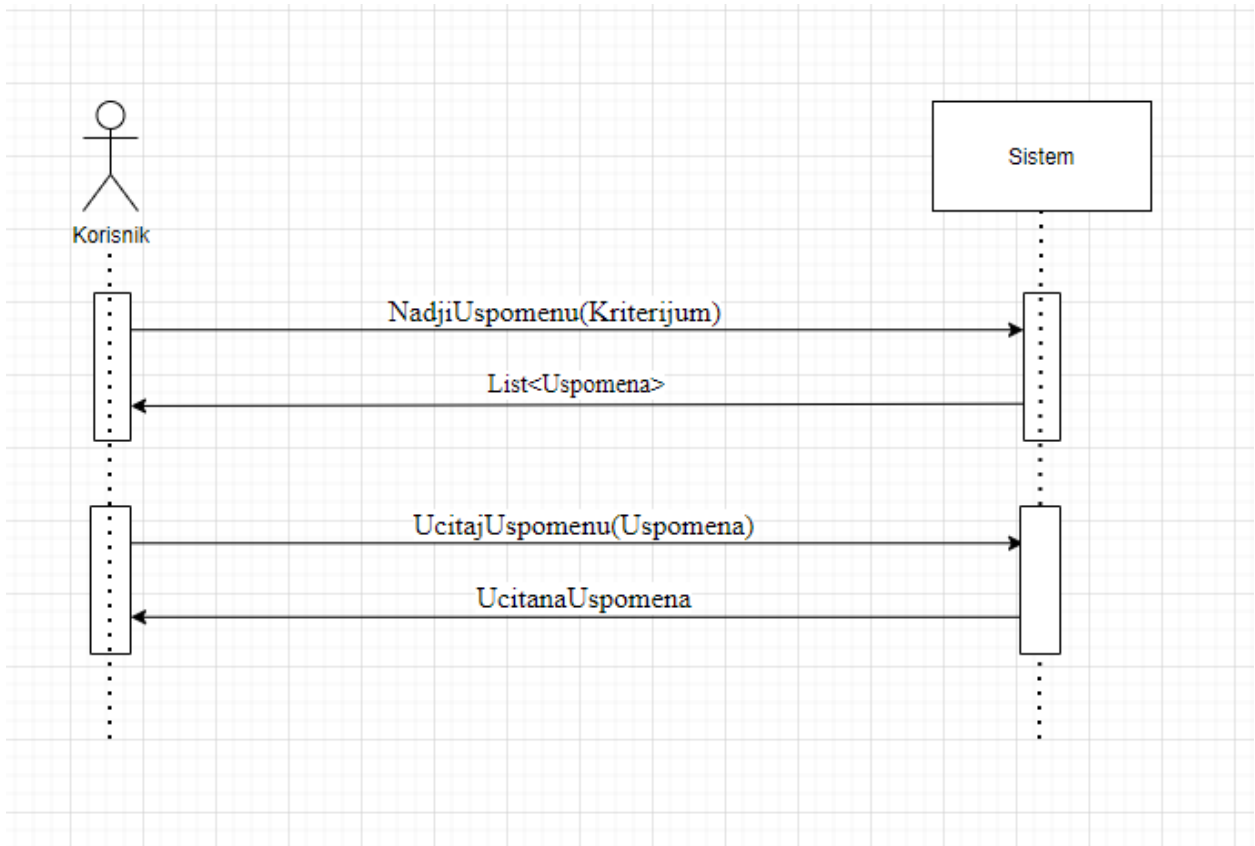 Sistem
Korisnik
NadjiUspomenu(Kriterijum)
List<Uspomena>
UcitajUspomenu(Uspomena)
UcitanaUspomena